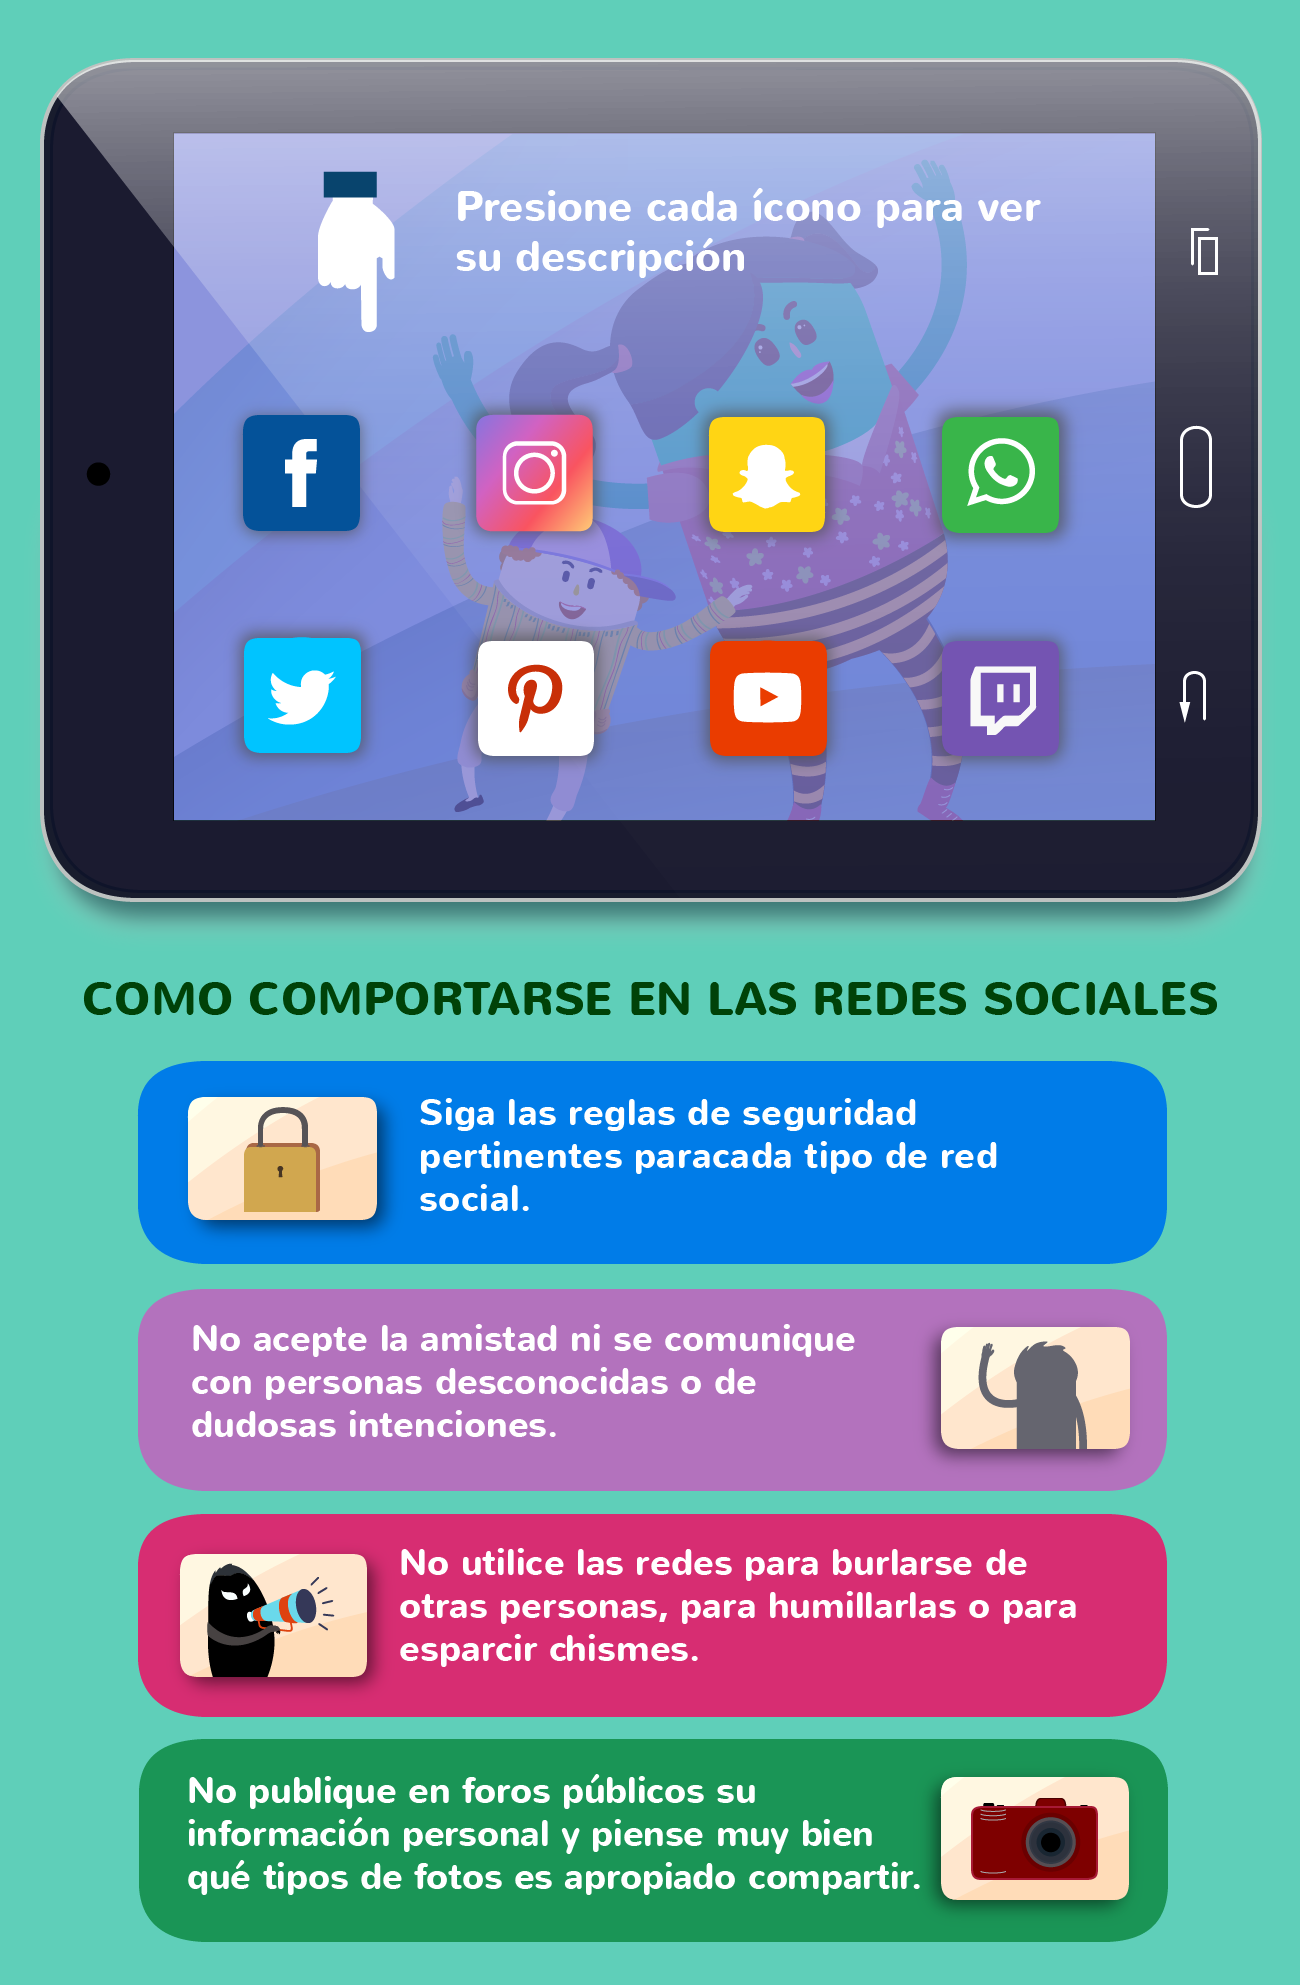 Presione cada ícono para ver
su descripción
COMO COMPORTARSE EN LAS REDES SOCIALES
Siga las reglas de seguridad
pertinentes paracada tipo de red
social.
No acepte la amistad ni se comunique
con personas desconocidas o de
dudosas intenciones.
No utilice las redes para burlarse de
otras personas, para humillarlas o para
esparcir chismes.
No publique en foros públicos su
información personal y piense muy bien
qué tipos de fotos es apropiado compartir.